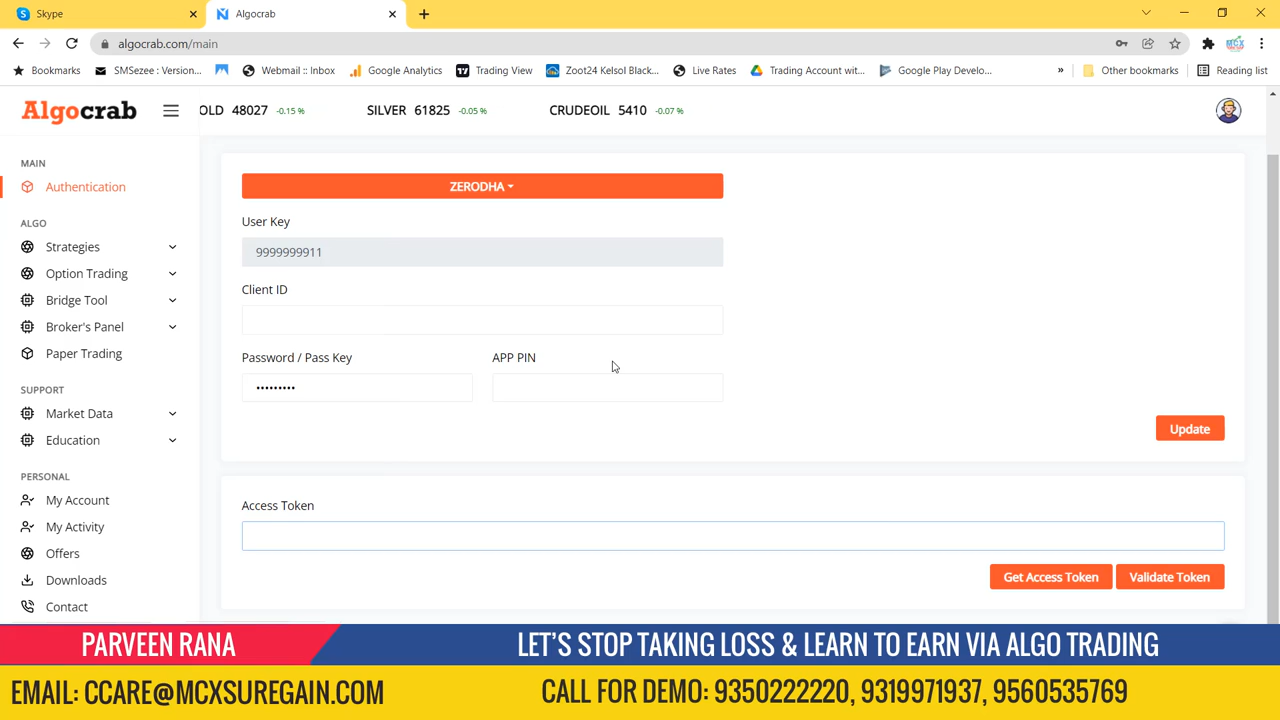 Skype
Algocrab
algocrab.com/main
Bookmarks
SMSezee : Version...
Webmail :: Inbox
Google Analytics
Trading View
Zoot24 Kelsol Black...
Live Rates
Trading Account wit...
Google Play Develo...
»
Other bookmarks
Reading list
Algocrab
OLD 48027 -0.15 %
SILVER 61825 -0.05 %
CRUDEOIL 5410 -0.07 %
MAIN
Authentication
ALGO
Strategies
Option Trading
Bridge Tool
Broker's Panel
Paper Trading
SUPPORT
Market Data
Education
PERSONAL
My Account
My Activity
Offers
Downloads
Contact
ZERODHA
User Key
9999999911
Client ID
Password / Pass Key
APP PIN
•••••••••
Update
Access Token
Get Access Token
Validate Token
PARVEEN RANA
LET'S STOP TAKING LOSS & LEARN TO EARN VIA ALGO TRADING
EMAIL: CCARE@MCXSUREGAIN.COM
CALL FOR DEMO: 9350222220, 9319971937, 9560535769